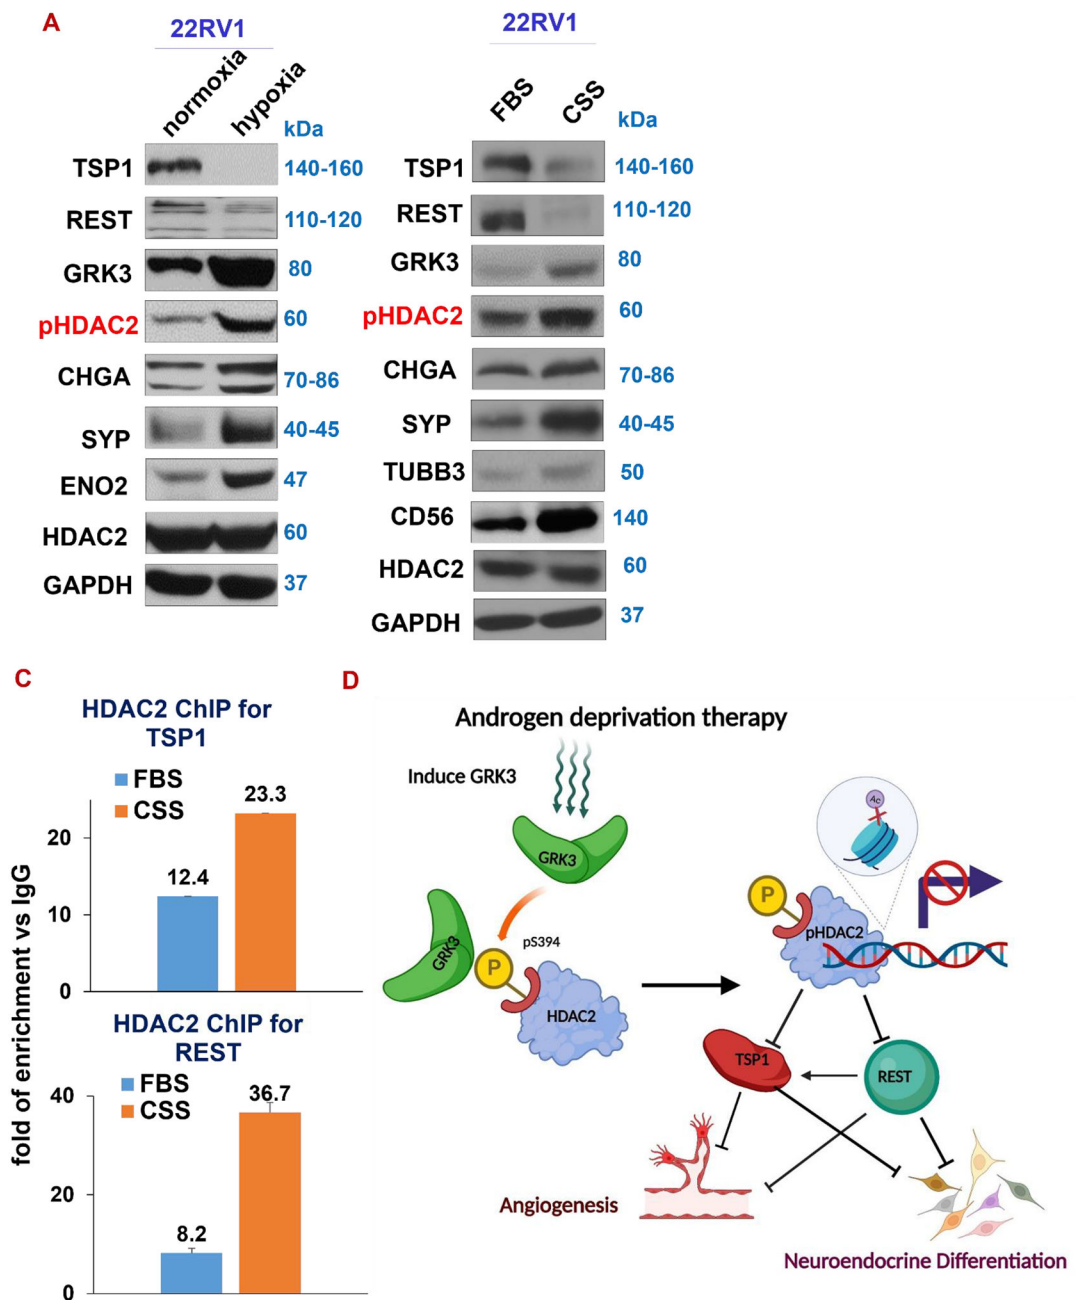 A
22RV1
normoxia
hypoxia
kDa
TSP1
140-160
REST
110-120
GRK3
80
pHDAC2
60
CHGA
70-86
SYP
40-45
ENO2
47
HDAC2
60
GAPDH
37
22RV1
FBS
CSS
kDa
TSP1
140-160
REST
110-120
GRK3
80
pHDAC2
60
CHGA
70-86
SYP
40-45
TUBB3
50
CD56
140
HDAC2
60
GAPDH
37
C
HDAC2 ChIP for
TSP1
FBS
CSS
23.3
12.4
20
10
0
fold of enrichment vs IgG
HDAC2 ChIP for
REST
FBS
CSS
36.7
8.2
40
20
0
D
Androgen deprivation therapy
Induce GRK3
GRK3
GRK3
P
pS394
HDAC2
Ac
P
pHDAC2
TSP1
REST
Angiogenesis
Neuroendocrine Differentiation